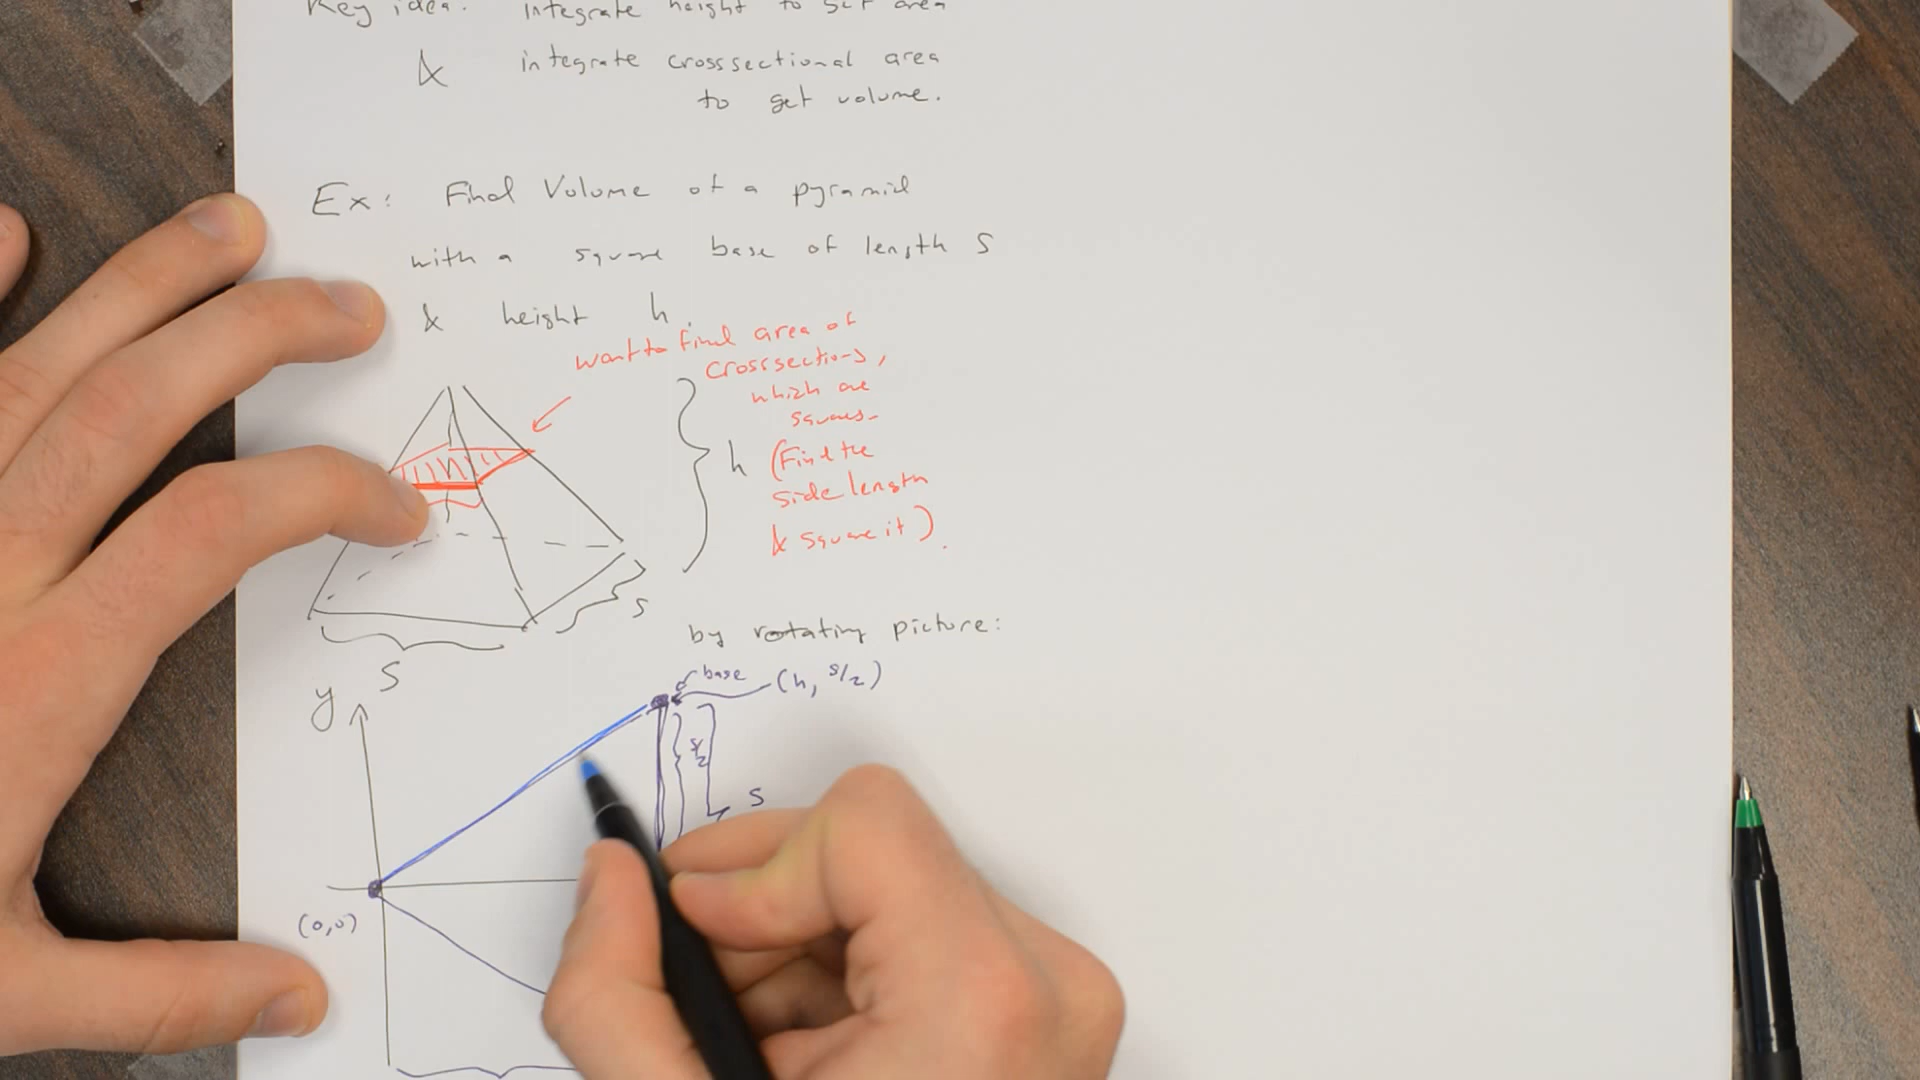 Key idea: integrate height to get area
& integrate crosssectional area
to get volume.
Ex: Find Volume of a pyramid
with a square base of length S
& height h
want to find area of
crosssections,
which are
squares.
(Find the
side length
& square it).
h
S
S
by rotating picture:
y
base
(h, s/2)
s/2
S
(0,0)